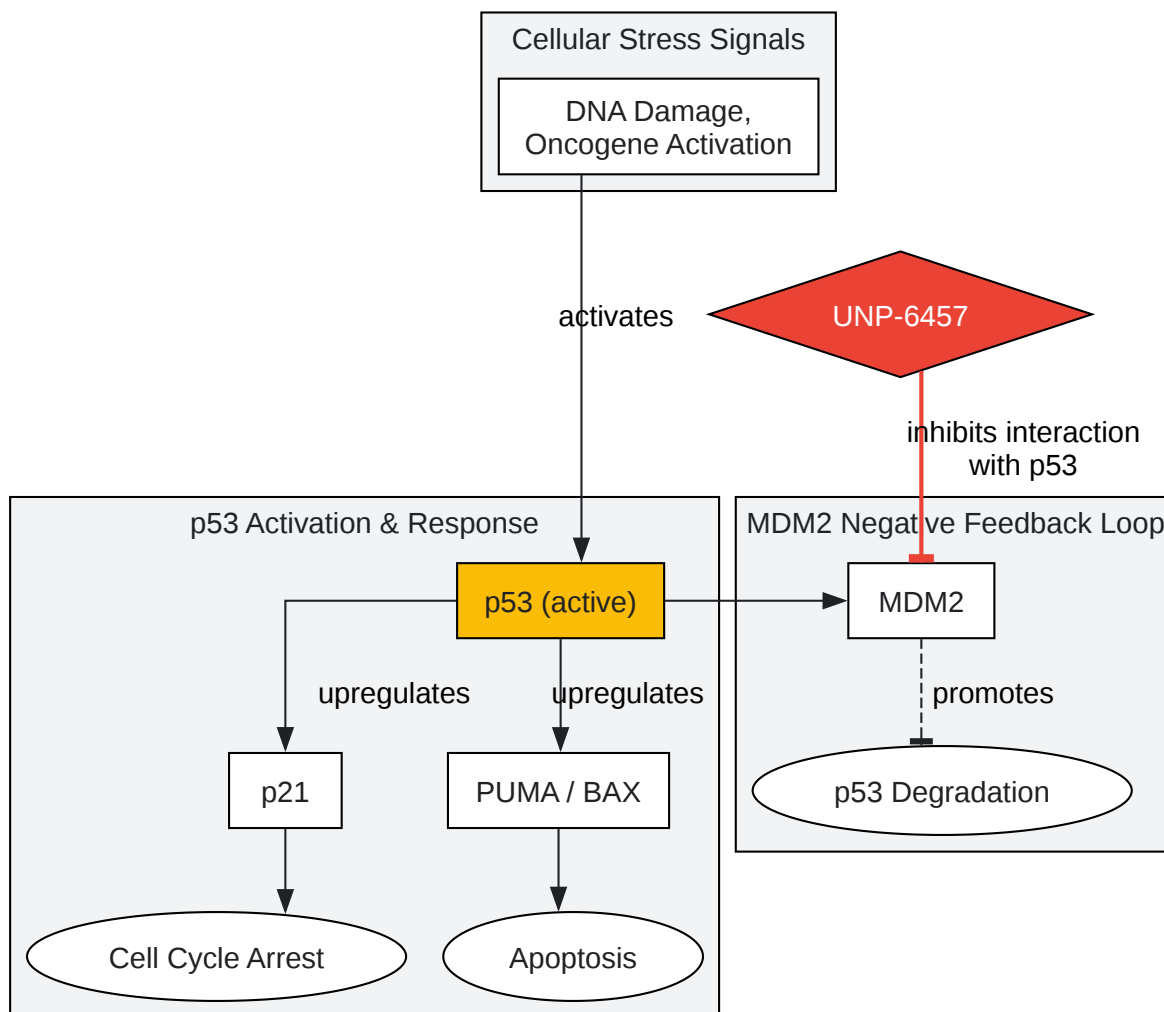 Cellular Stress Signals
DNA Damage,
Oncogene Activation
activates
UNP-6457
inhibits interaction
with p53
p53 Activation & Response
MDM2 Negative Feedback Loop
p53 (active)
MDM2
upregulates
upregulates
promotes
p21
PUMA / BAX
p53 Degradation
Cell Cycle Arrest
Apoptosis